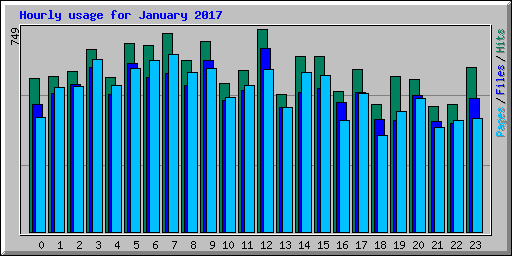 Hourly usage for January 2017
749
Pages/Files/Hits
0 1 2 3 4 5 6 7 8 9 10 11 12 13 14 15 16 17 18 19 20 21 22 23